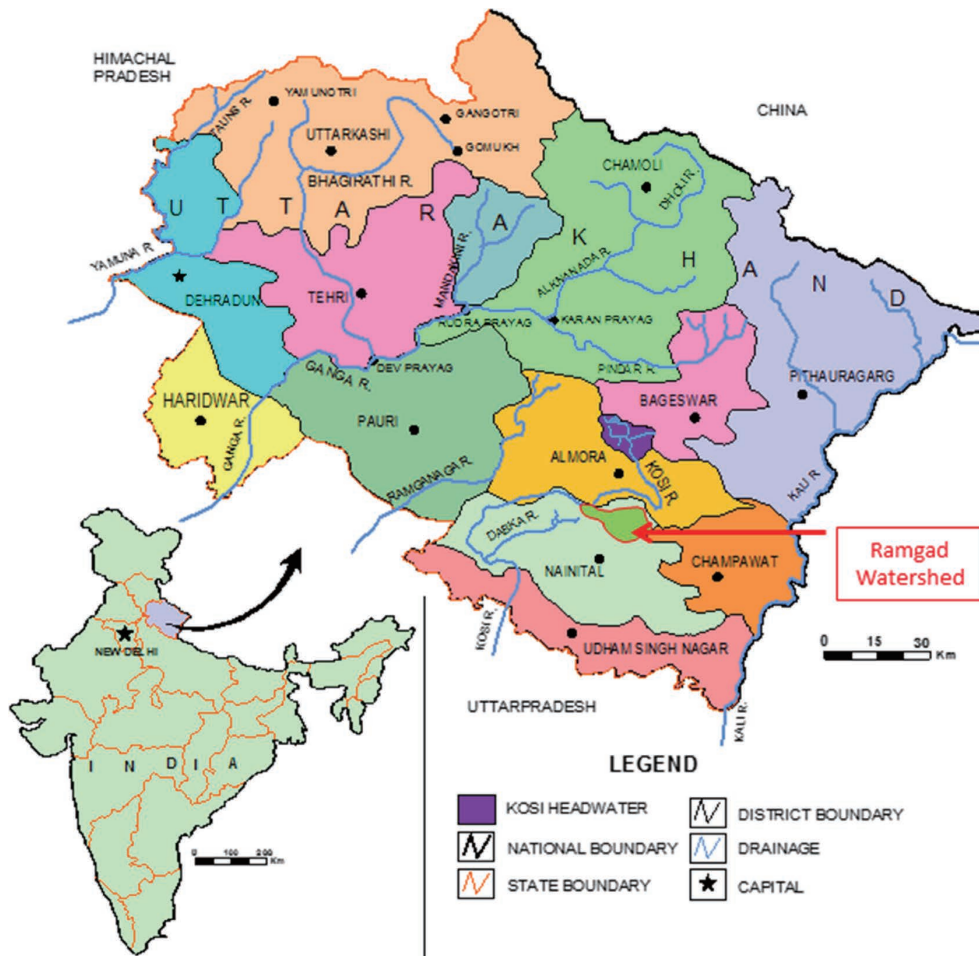 HIMACHAL
PRADESH
CHINA
YAMUNOTRI
TAUNS R.
GANGOTRI
UTTARKASHI
GOMUKH
BHAGIRATHI R.
CHAMOLI
DHOLI R.
U T T A R A K H A N D
YAMUNA R.
MANDAKINI R.
ALKNANADA R.
DEHRADUN
TEHRI
RUDRA PRAYAG
KARAN PRAYAG
GANGA R.
DEV PRAYAG
PINDAR R.
PITHAURAGARG
HARIDWAR
BAGESWAR
PAURI
GANGA R.
ALMORA
KOSI R.
RAMGANAGA R.
KALI R.
DABKA R.
Ramgad
Watershed
NAINITAL
CHAMPAWAT
KOSI R.
UDHAM SINGH NAGAR
0 15 30
Km
UTTARPRADESH
KALI R.
NEW DELHI
I N D I A
0 100 200
Km
LEGEND
KOSI HEADWATER
DISTRICT BOUNDARY
NATIONAL BOUNDARY
DRAINAGE
STATE BOUNDARY
CAPITAL